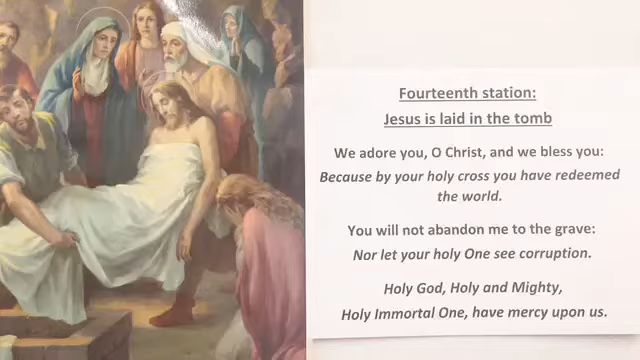 Fourteenth station:
Jesus is laid in the tomb
We adore you, O Christ, and we bless you:
Because by your holy cross you have redeemed
the world.
You will not abandon me to the grave:
Nor let your holy One see corruption.
Holy God, Holy and Mighty,
Holy Immortal One, have mercy upon us.